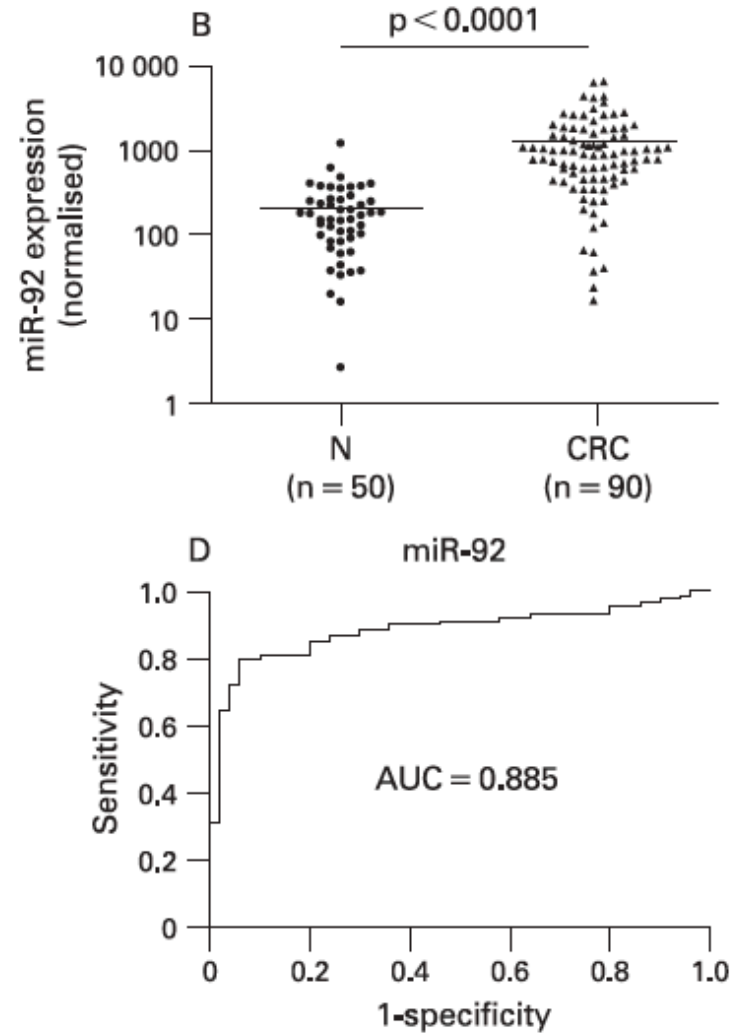 B
p < 0.0001
10 000
1000
100
10
1
miR-92 expression
(normalised)
N
(n = 50)
CRC
(n = 90)
D
miR-92
1.0
0.8
0.6
0.4
0.2
0
Sensitivity
AUC = 0.885
0 0.2 0.4 0.6 0.8 1.0
1-specificity